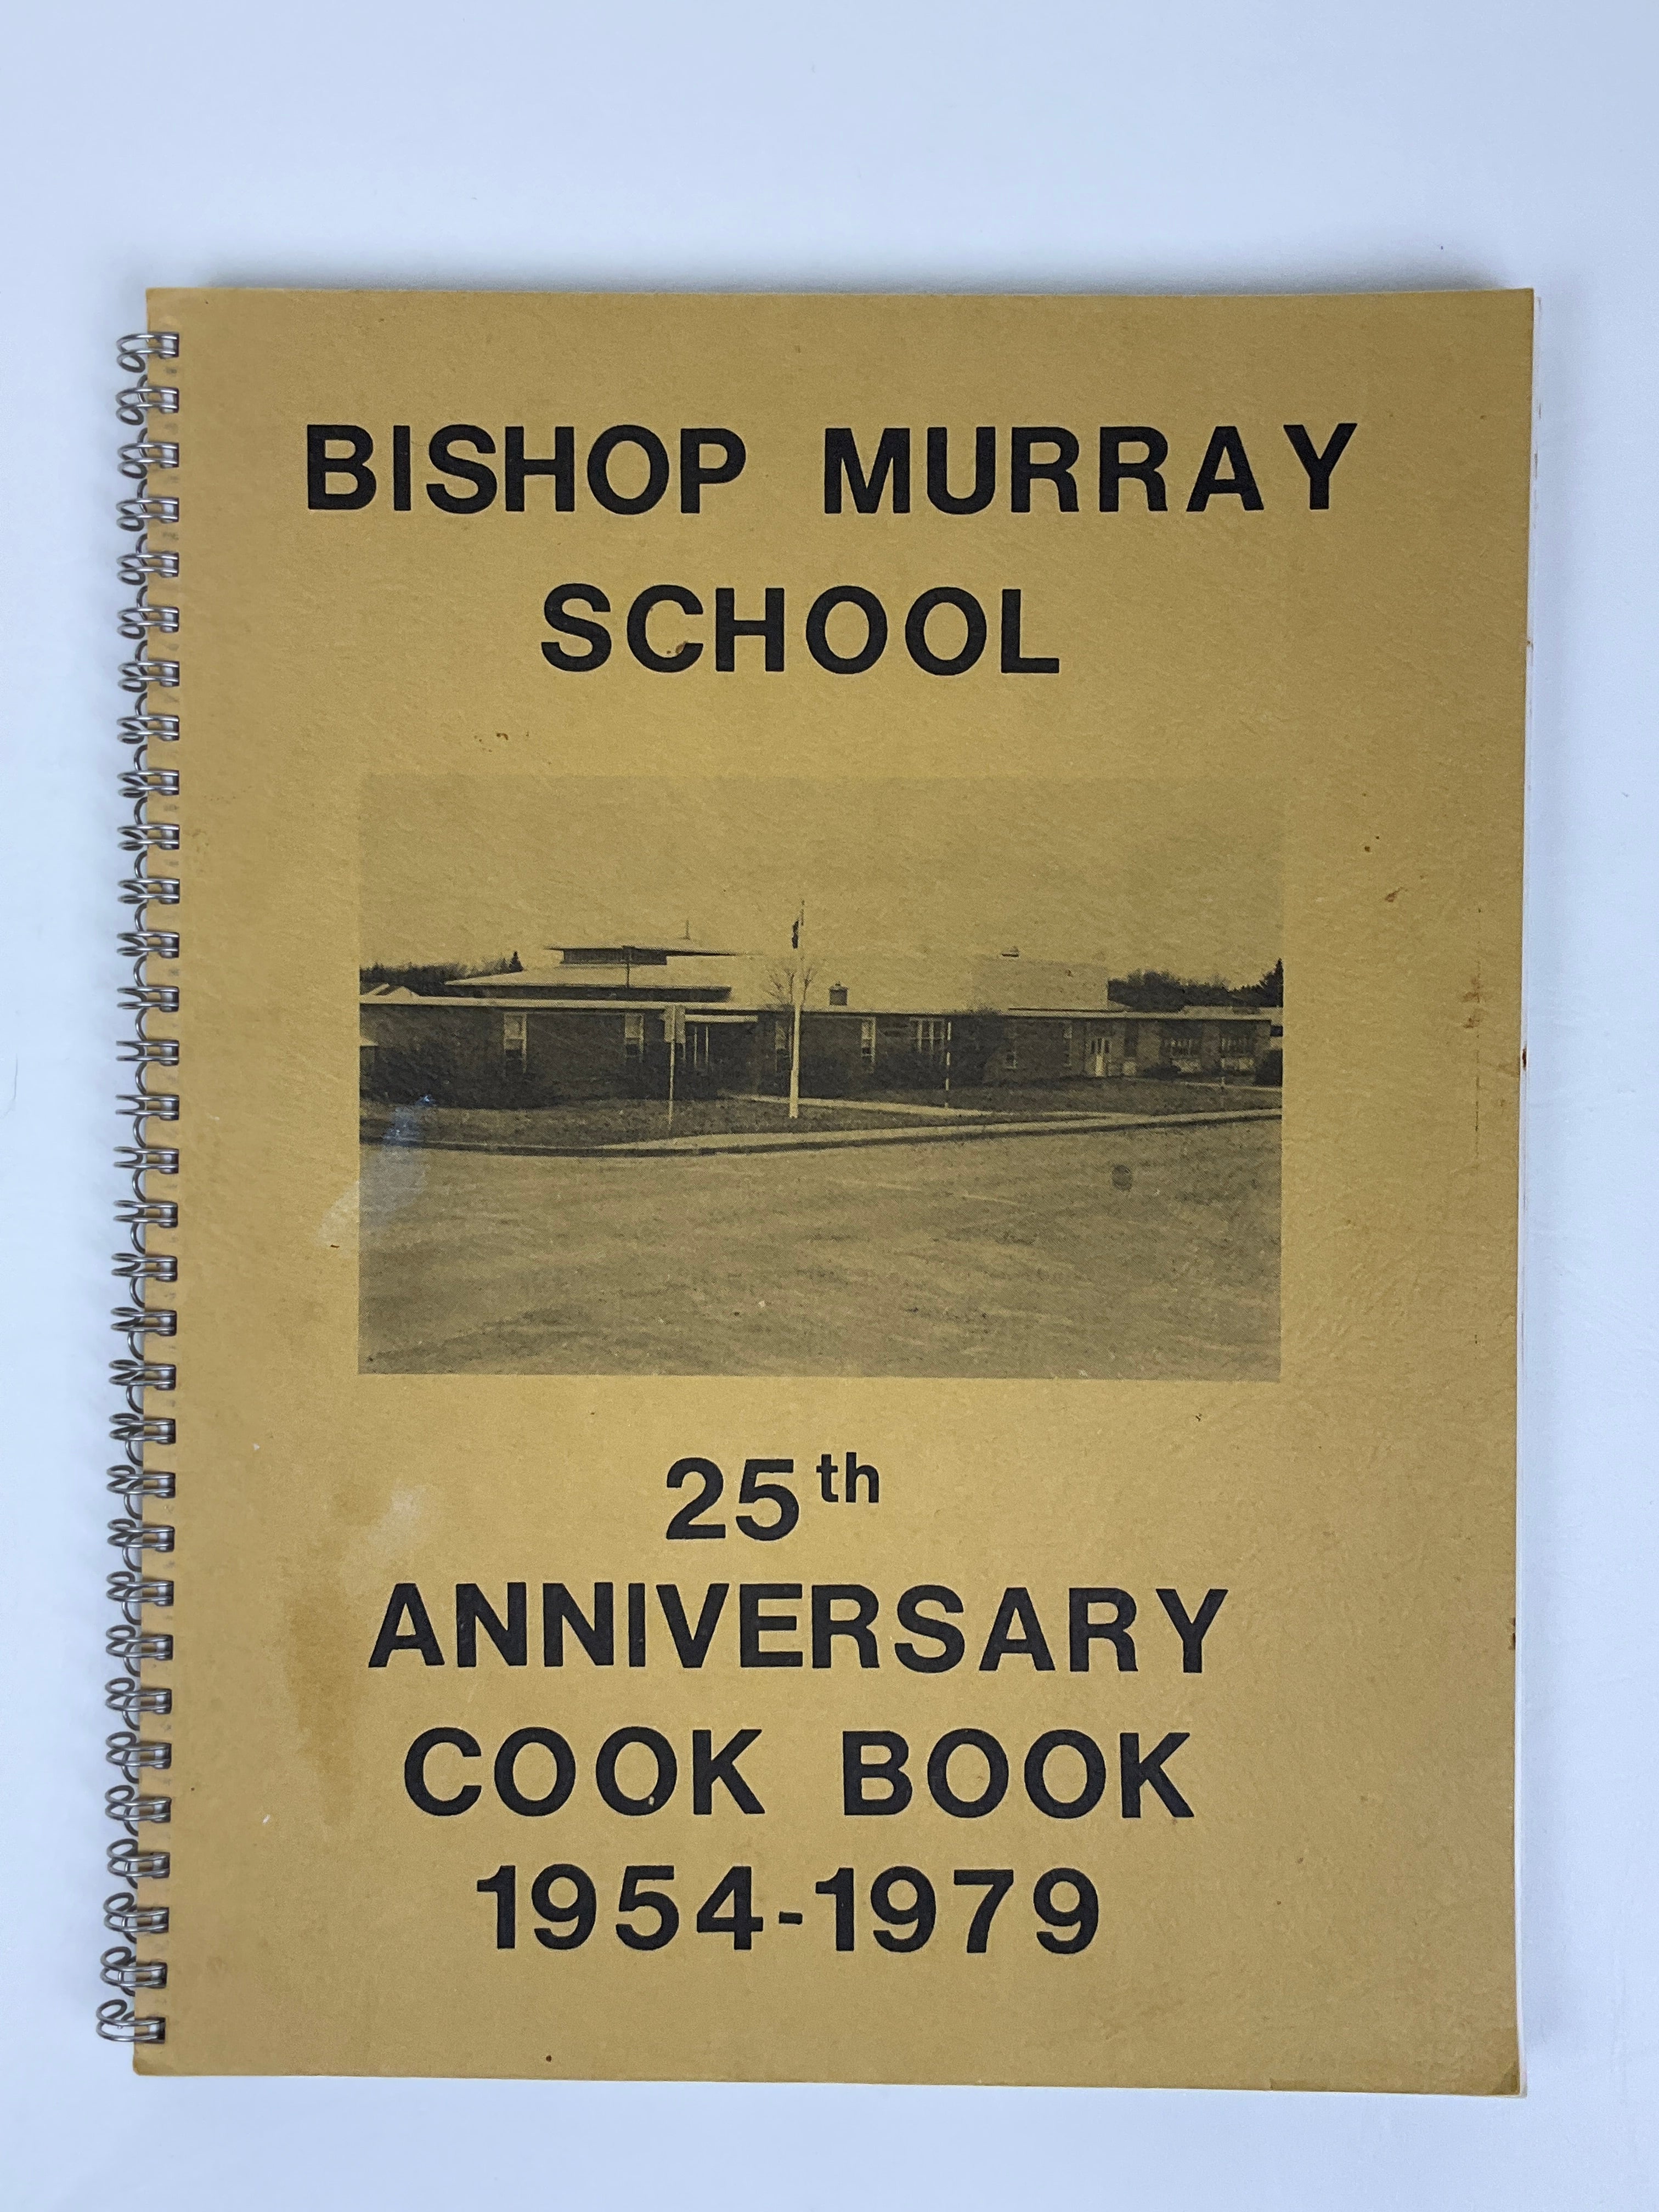 BISHOP MURRAY
SCHOOL
25th
ANNIVERSARY
COOK BOOK
1954-1979